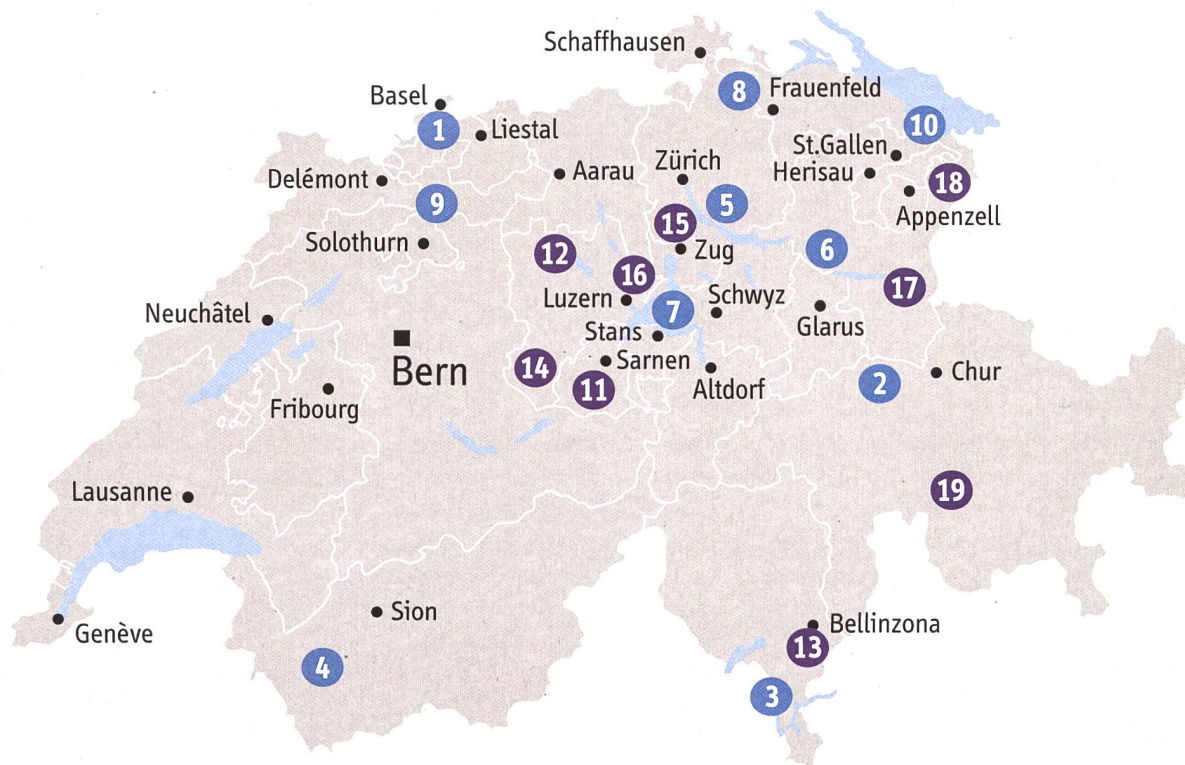 Schaffhausen
8
Frauenfeld
Basel
1
Liestal
10
St.Gallen
Herisau
18
Appenzell
Delémont
Aarau
Zürich
9
5
15
Solothurn
12
Zug
6
16
17
Luzern
7
Schwyz
Neuchâtel
Stans
Glarus
Bern
14
Sarnen
11
Altdorf
2
Chur
Fribourg
Lausanne
19
Sion
Genève
Bellinzona
13
4
3